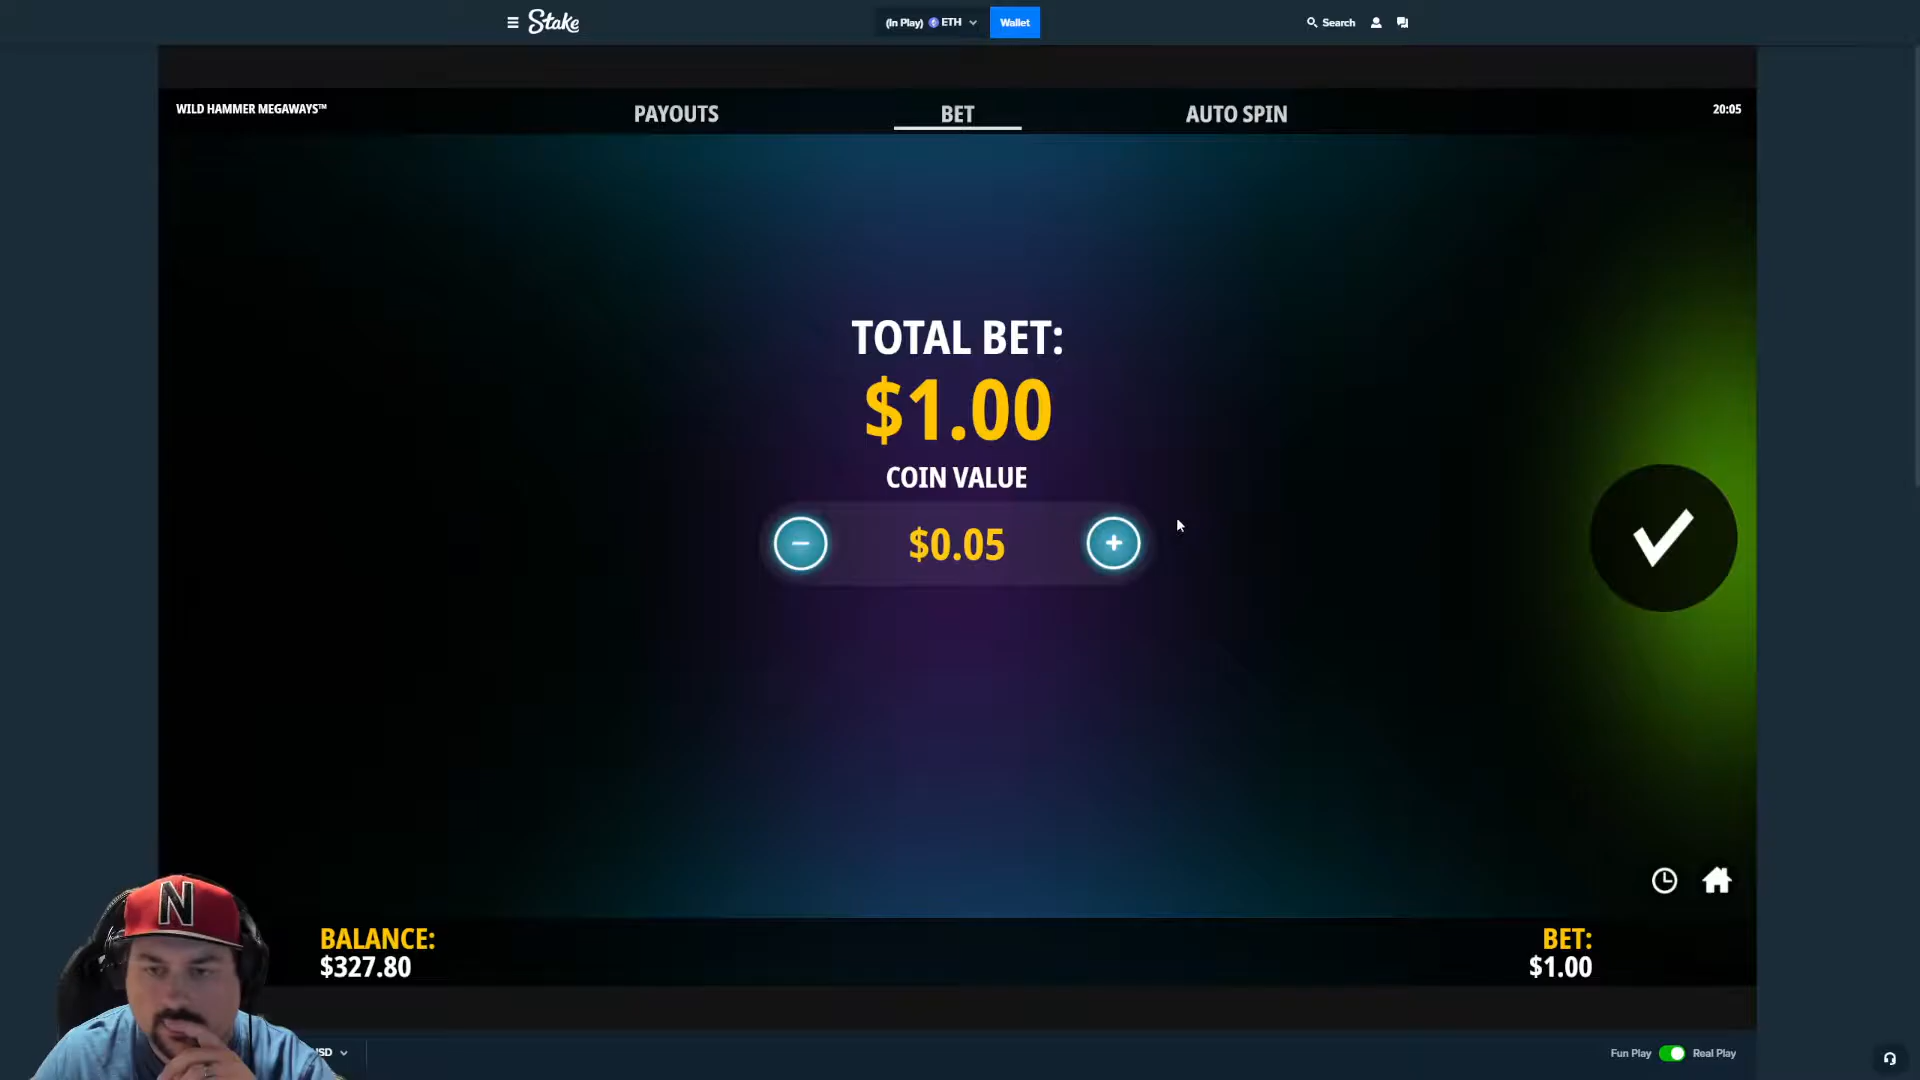 Stake
(In Play) ETH
Wallet
Search
WILD HAMMER MEGAWAYS™
PAYOUTS
BET
AUTO SPIN
20:05
TOTAL BET:
$1.00
COIN VALUE
−
$0.05
+
N
BALANCE:
$327.80
BET:
$1.00
Fun Play
Real Play